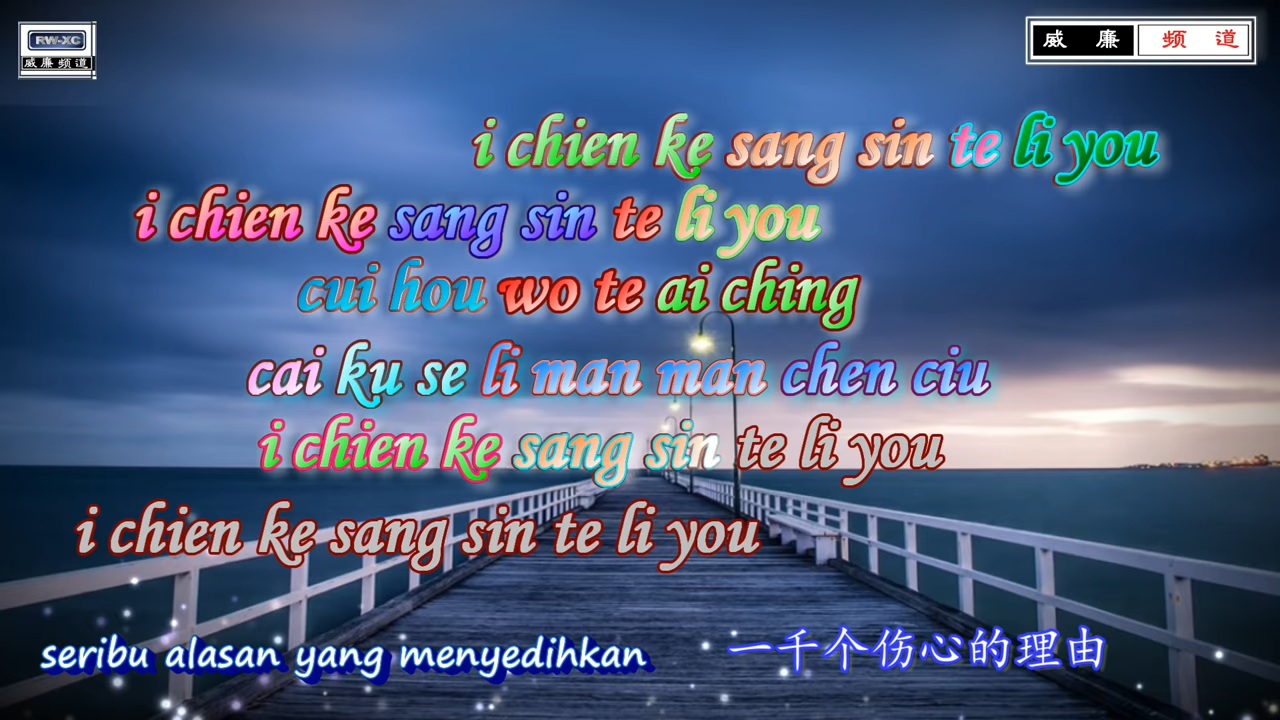 RW-XC
威廉频道
威廉 频道
i chien ke sang sin te li you
i chien ke sang sin te li you
cui hou wo te ai ching
cai ku se li man man chen ciu
i chien ke sang sin te li you
i chien ke sang sin te li you
seribu alasan yang menyedihkan
一千个伤心的理由